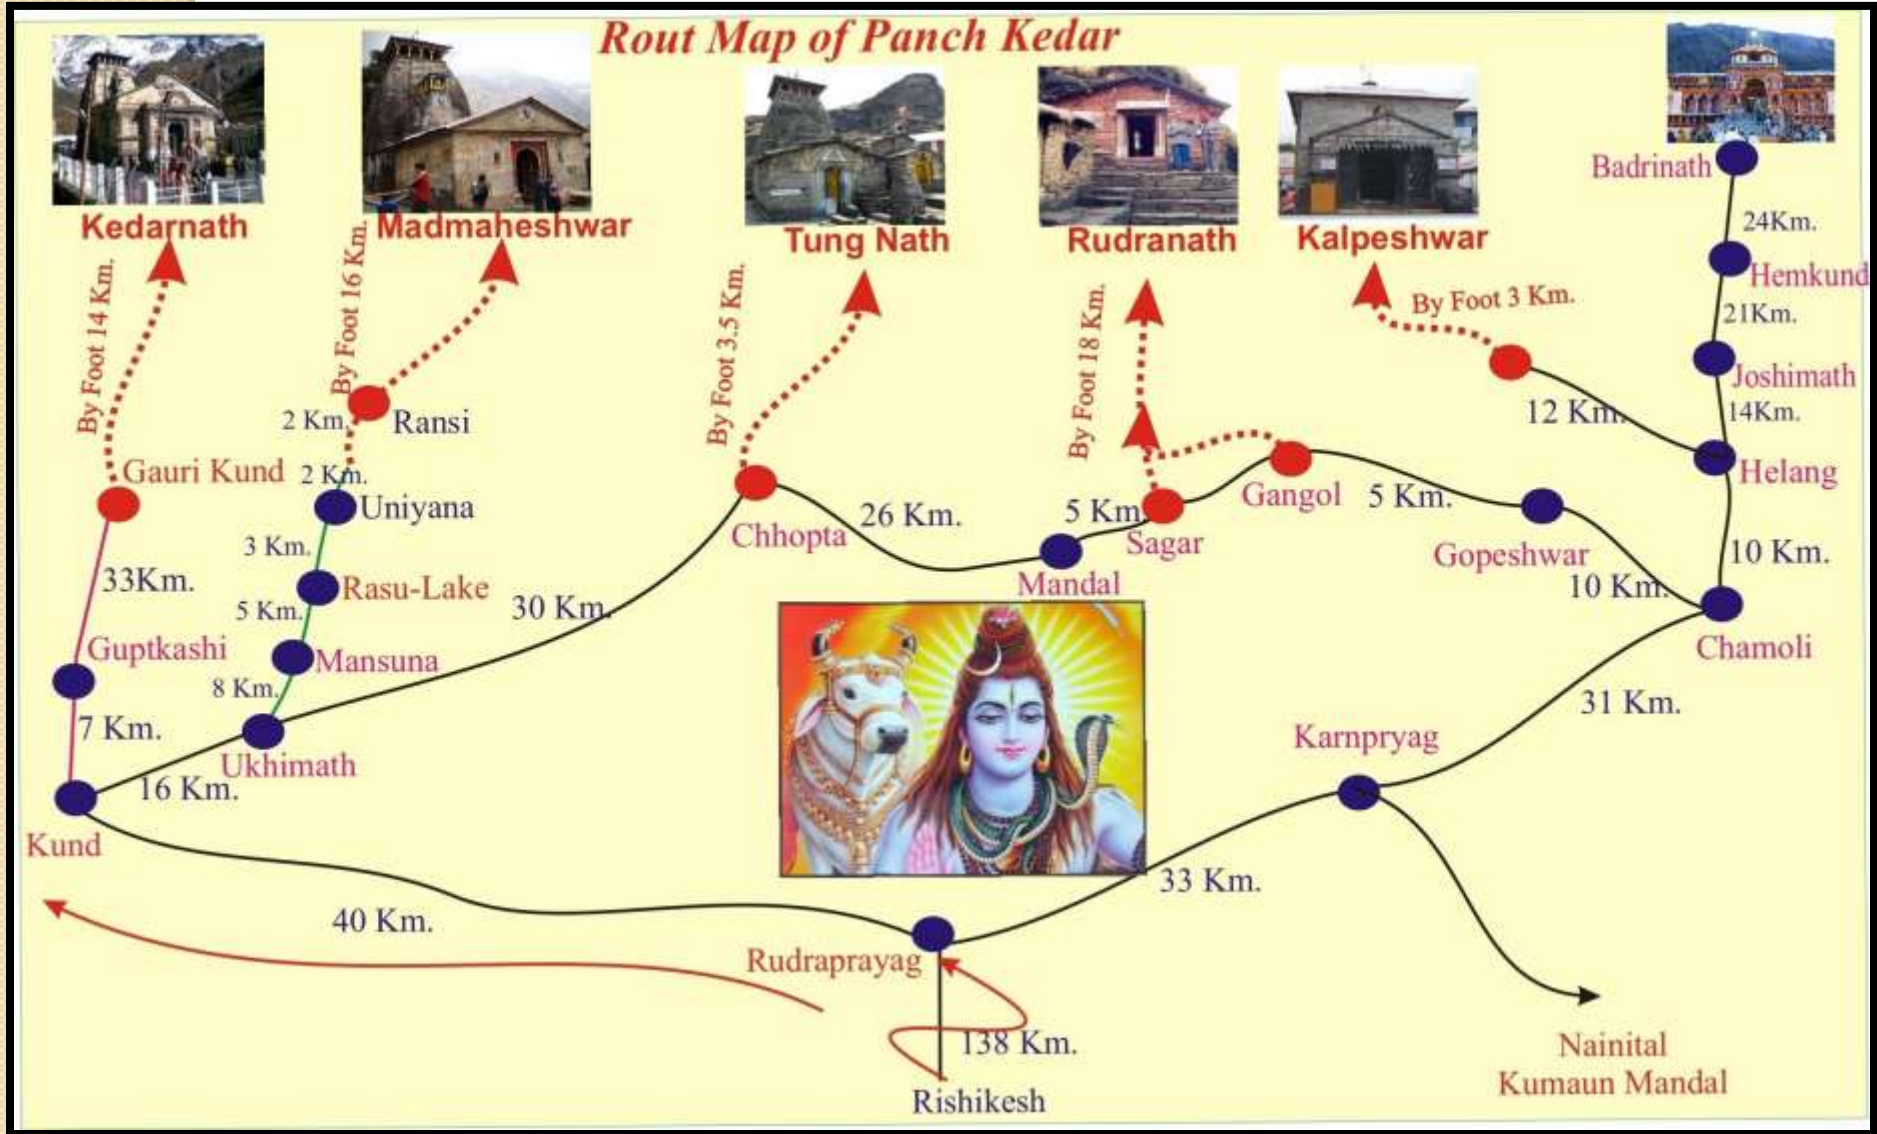 Rout Map of Panch Kedar
Kedarnath
Madmaheshwar
Tung Nath
Rudranath
Kalpeshwar
Badrinath
24Km.
Hemkund
21Km.
Joshimath
14Km.
Helang
10 Km.
Chamoli
By Foot 14 Km.
By Foot 16 Km.
By Foot 3.5 Km.
By Foot 18 Km.
By Foot 3 Km.
12 Km.
2 Km.
Ransi
2 Km.
Gauri Kund
Uniyana
3 Km.
33Km.
Rasu-Lake
5 Km.
Guptkashi
Mansuna
8 Km.
7 Km.
Ukhimath
16 Km.
Kund
30 Km.
Chhopta
26 Km.
Mandal
5 Km.
Sagar
Gangol
5 Km.
Gopeshwar
10 Km.
31 Km.
Karnpryag
33 Km.
40 Km.
Rudraprayag
138 Km.
Rishikesh
Nainital
Kumaun Mandal